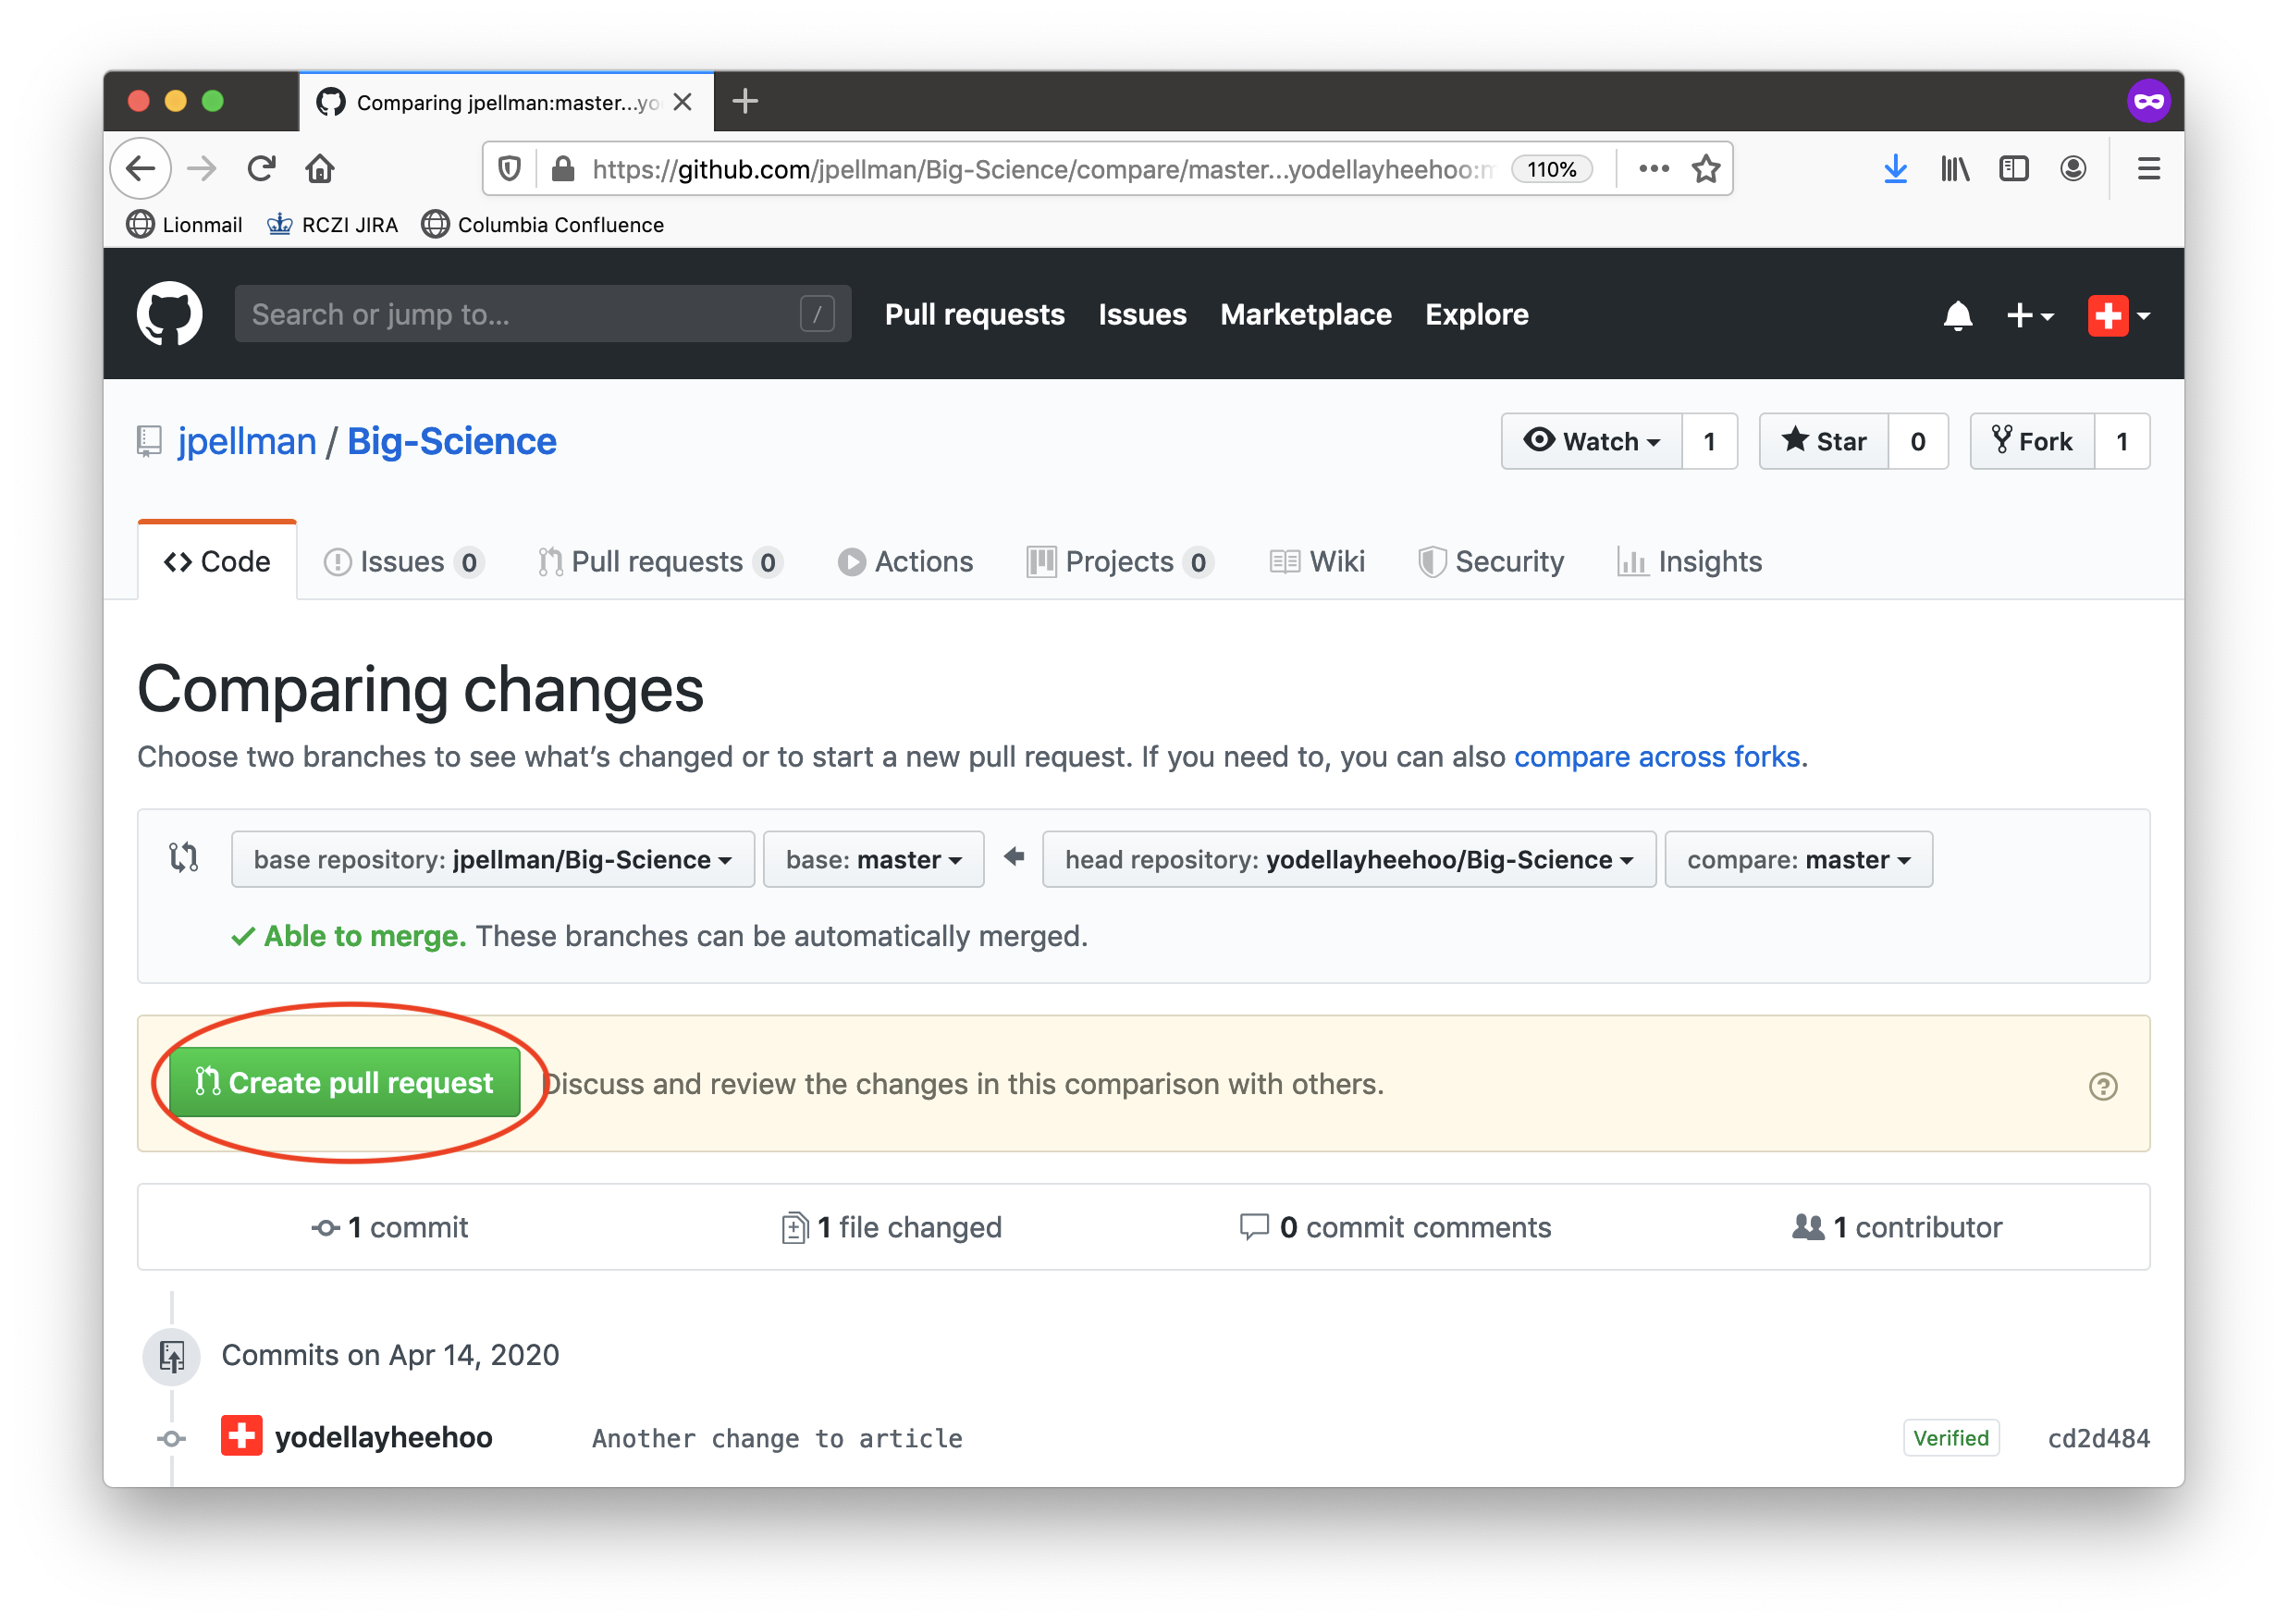 Comparing jpellman:master...yo
https://github.com/jpellman/Big-Science/compare/master...yodellayheehoo:m 110%
Lionmail RCZI JIRA Columbia Confluence
Search or jump to... / Pull requests Issues Marketplace Explore
jpellman / Big-Science Watch 1 Star 0 Fork 1
Code Issues 0 Pull requests 0 Actions Projects 0 Wiki Security Insights
Comparing changes
Choose two branches to see what’s changed or to start a new pull request. If you need to, you can also compare across forks.
base repository: jpellman/Big-Science base: master head repository: yodellayheehoo/Big-Science compare: master
Able to merge. These branches can be automatically merged.
Create pull request Discuss and review the changes in this comparison with others.
1 commit 1 file changed 0 commit comments 1 contributor
Commits on Apr 14, 2020
yodellayheehoo Another change to article Verified cd2d484